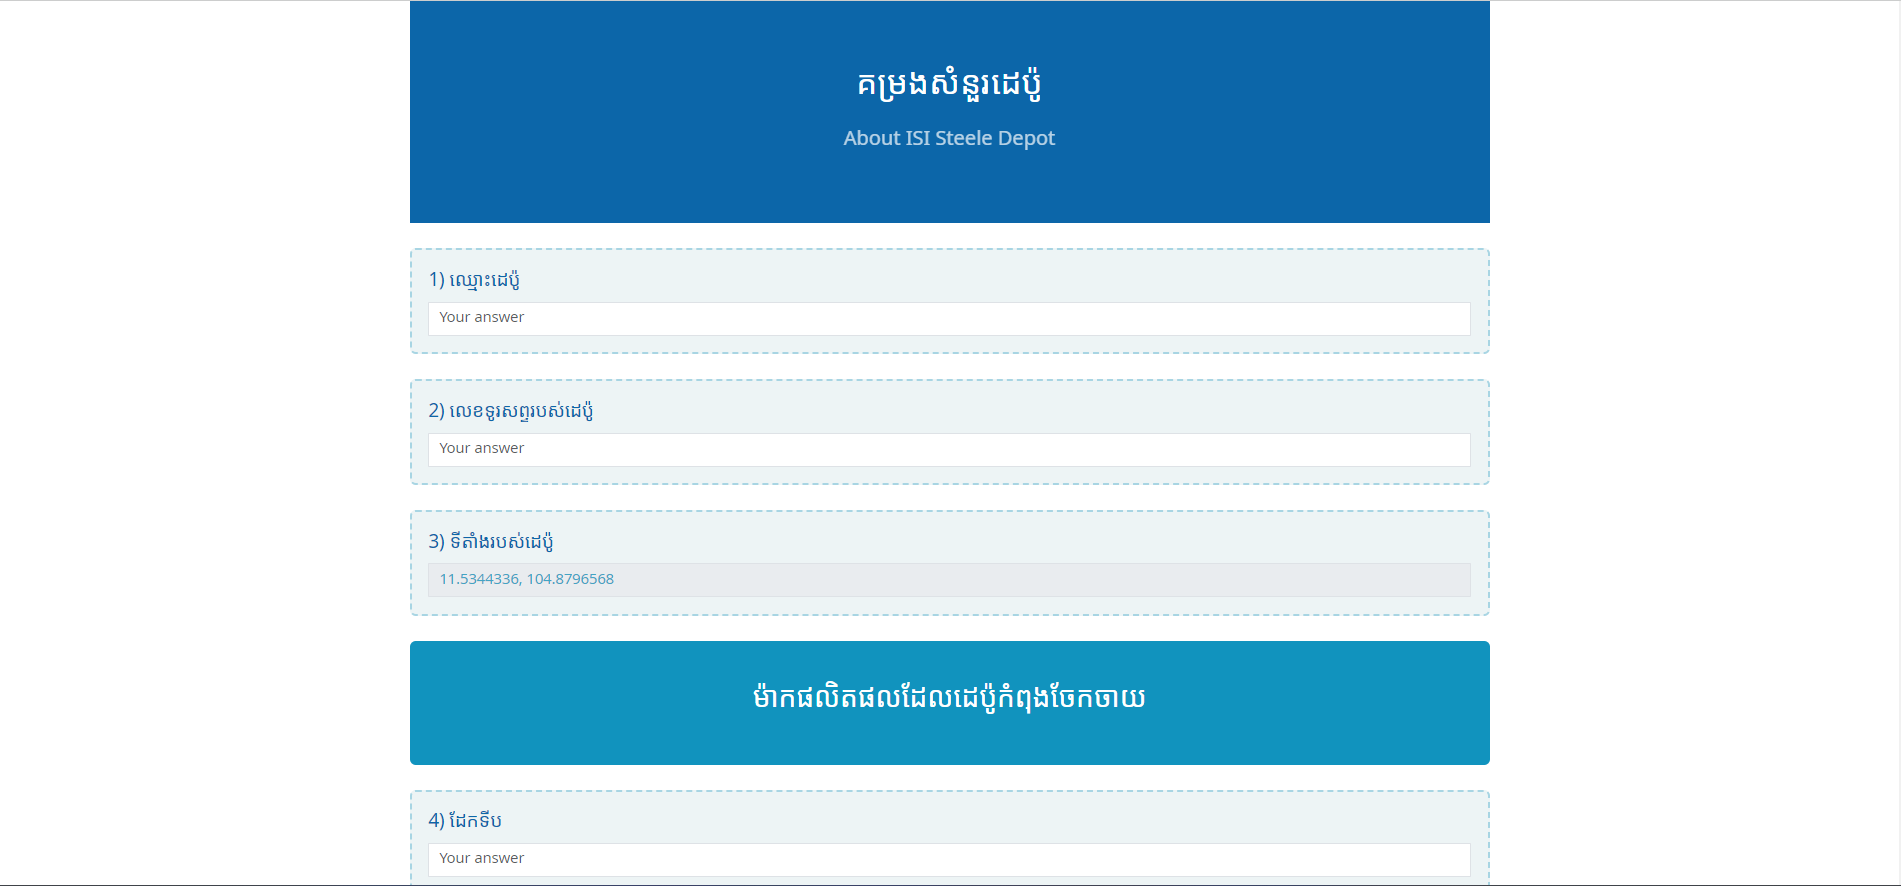 គម្រងសំនួរដេប៉ូ
About ISI Steele Depot
1) ឈ្មោះដេប៉ូ
Your answer
2) លេខទូរសព្ទរបស់ដេប៉ូ
Your answer
3) ទីតាំងរបស់ដេប៉ូ
11.5344336, 104.8796568
ម៉ាកផលិតផលដែលដេប៉ូកំពុងចែកចាយ
4) ដែកទីប
Your answer